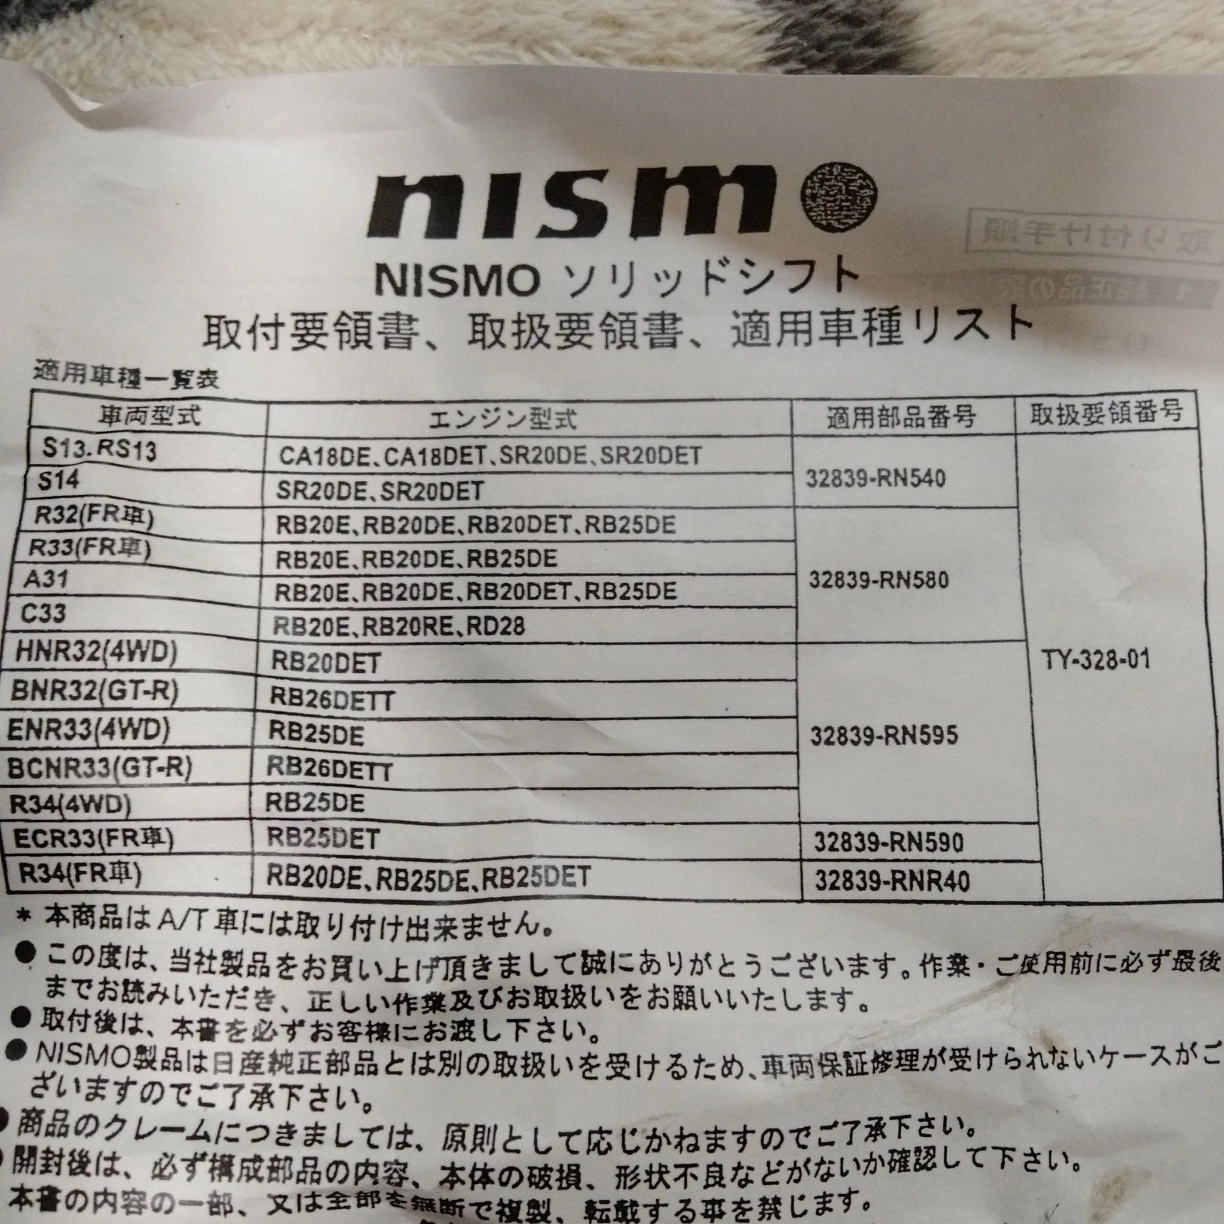 nismo
NISMO ソリッドシフト
取付要領書、取扱要領書、適用車種リスト
適用車種一覧表
車両型式 エンジン型式 適用部品番号 取扱要領番号
S13.RS13 CA18DE、CA18DET、SR20DE、SR20DET 32839-RN540
S14 SR20DE、SR20DET
R32(FR車) RB20E、RB20DE、RB20DET、RB25DE
R33(FR車) RB20E、RB20DE、RB25DE 32839-RN580
A31 RB20E、RB20DE、RB20DET、RB25DE
C33 RB20E、RB20RE、RD28
HNR32(4WD) RB20DET TY-328-01
BNR32(GT-R) RB26DETT
ENR33(4WD) RB25DE 32839-RN595
BCNR33(GT-R) RB26DETT
R34(4WD) RB25DE
ECR33(FR車) RB25DET 32839-RN590
R34(FR車) RB20DE、RB25DE、RB25DET 32839-RNR40
* 本商品は A/T 車には取り付け出来ません。
● この度は、当社製品をお買い上げ頂きまして誠にありがとうございます。作業・ご使用前に必ず最後
までお読みいただき、正しい作業及びお取扱いをお願いいたします。
● 取付後は、本書を必ずお客様にお渡し下さい。
● NISMO製品は日産純正部品とは別の取扱いを受けるため、車両保証修理が受けられないケースがご
ざいますのでご了承下さい。
● 商品のクレームにつきましては、原則として応じかねますのでご了承下さい。
● 開封後は、必ず構成部品の内容、本体の破損、形状不良などがないか確認して下さい。
本書の内容の一部、又は全部を無断で複製、転載する事を禁じます。